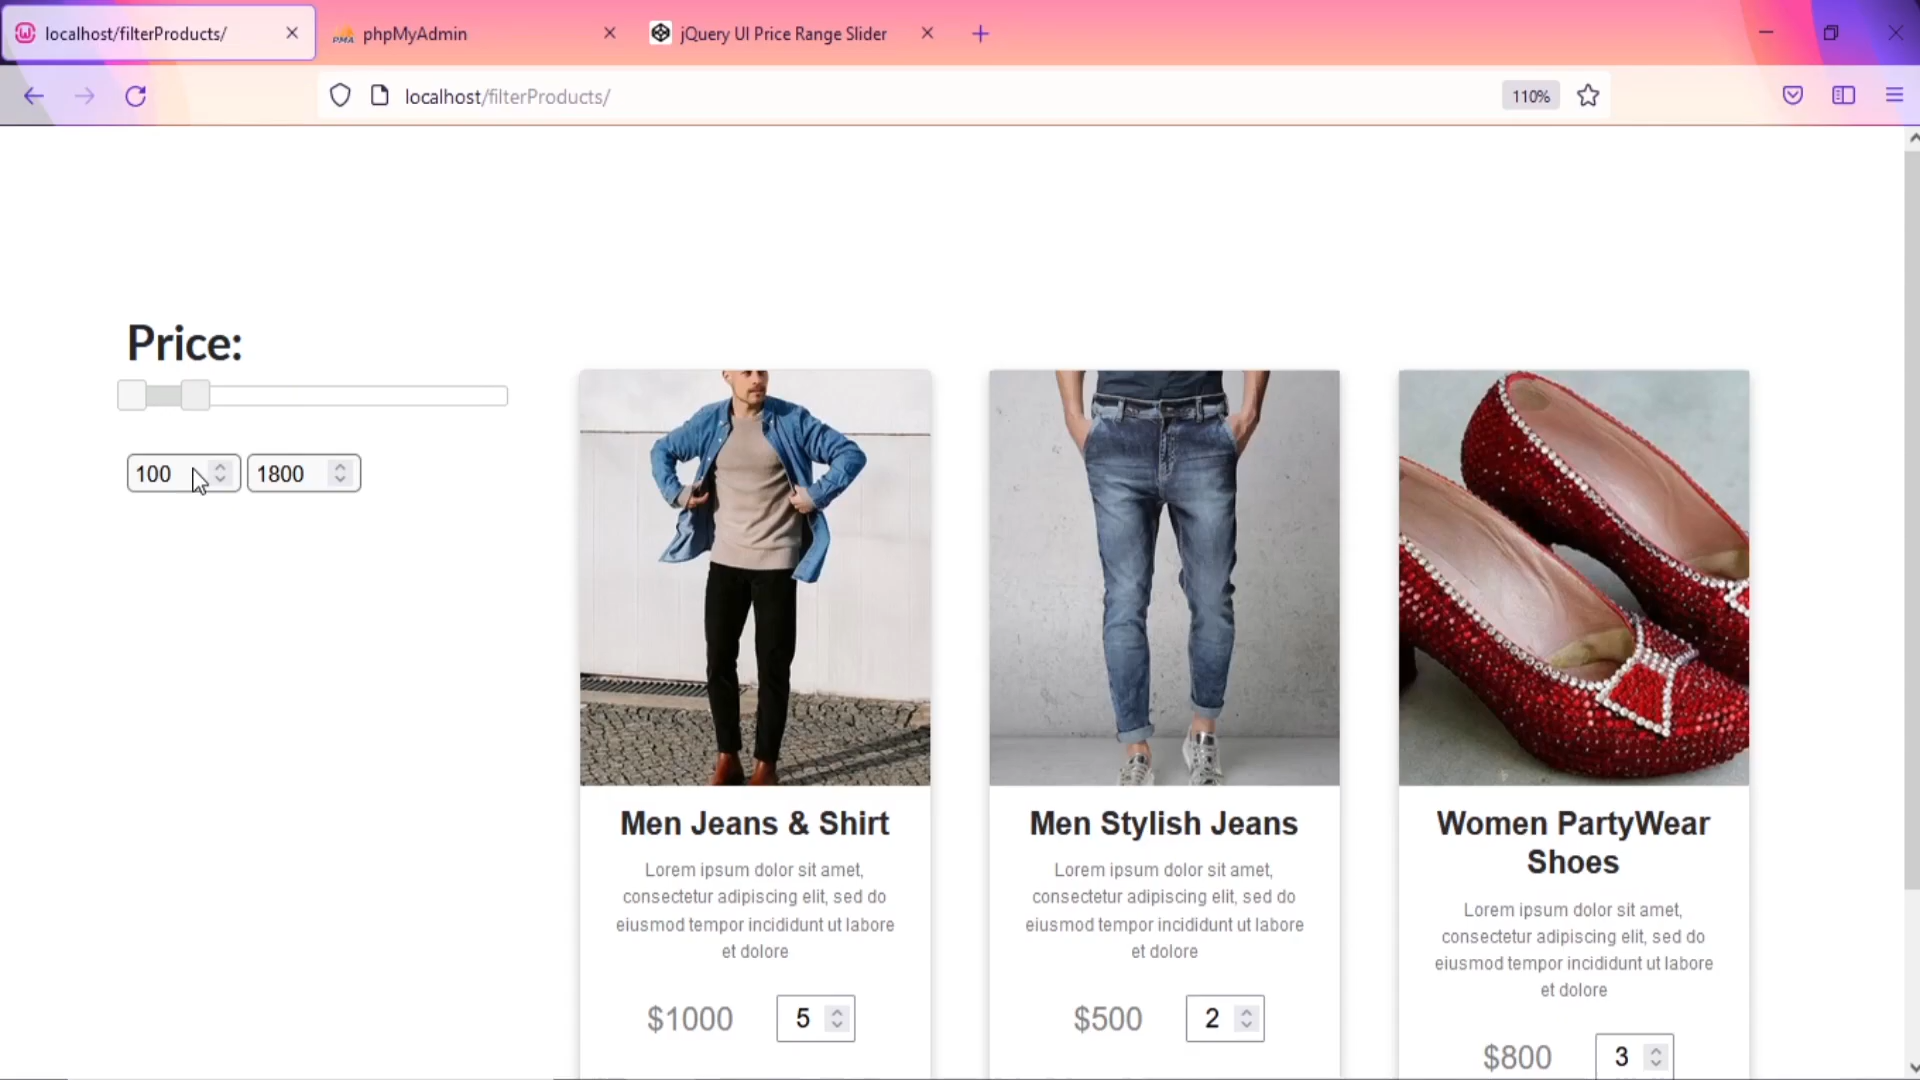 localhost/filterProducts/
phpMyAdmin
jQuery UI Price Range Slider
localhost/filterProducts/
110%
Price:
100
1800
Men Jeans & Shirt
Lorem ipsum dolor sit amet,
consectetur adipiscing elit, sed do
eiusmod tempor incididunt ut labore
et dolore
$1000
5
Men Stylish Jeans
Lorem ipsum dolor sit amet,
consectetur adipiscing elit, sed do
eiusmod tempor incididunt ut labore
et dolore
$500
2
Women PartyWear
Shoes
Lorem ipsum dolor sit amet,
consectetur adipiscing elit, sed do
eiusmod tempor incididunt ut labore
et dolore
$800
3